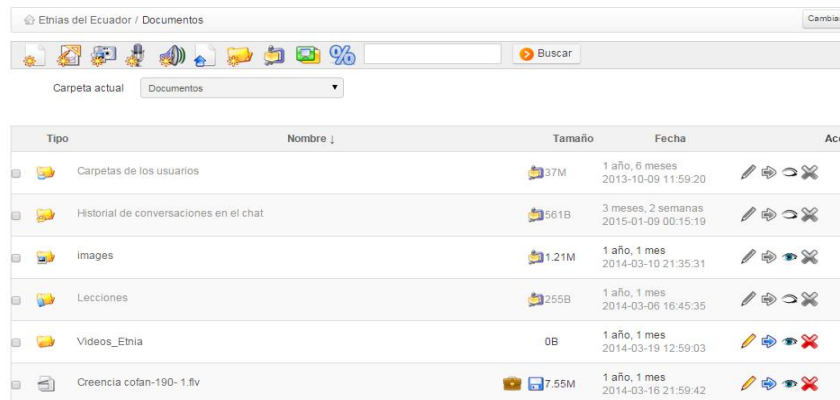 Etnias del Ecuador / Documentos
Cambiar
Buscar
Carpeta actual Documentos
Tipo Nombre ↓ Tamaño Fecha Acc
Carpetas de los usuarios 37M 1 año, 6 meses
2013-10-09 11:59:20
Historial de conversaciones en el chat 561B 3 meses, 2 semanas
2015-01-09 00:15:19
images 1.21M 1 año, 1 mes
2014-03-10 21:35:31
Lecciones 255B 1 año, 1 mes
2014-03-06 16:45:35
Videos_Etnia 0B 1 año, 1 mes
2014-03-19 12:59:03
Creencia cofan-190- 1.flv 7.55M 1 año, 1 mes
2014-03-16 21:59:42